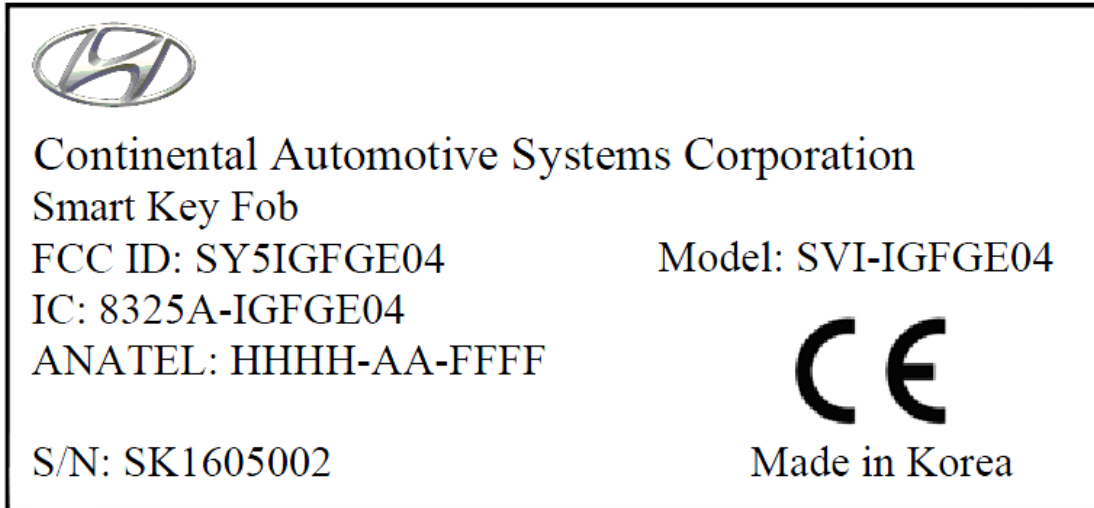 Continental Automotive Systems Corporation
Smart Key Fob
FCC ID: SY5IGFGE04 Model: SVI-IGFGE04
IC: 8325A-IGFGE04
ANATEL: HHHH-AA-FFFF
CE
S/N: SK1605002 Made in Korea